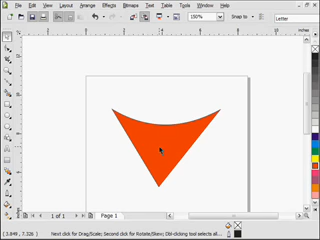 File Edit View Layout Arrange Effects Bitmaps Text Table Tools Window Help
150% Snap to Letter
inches
1 of 1 Page 1
( 3.849 , 7.326 ) Next click for Drag/Scale; Second click for Rotate/Skew; Dbl-clicking tool selects all...